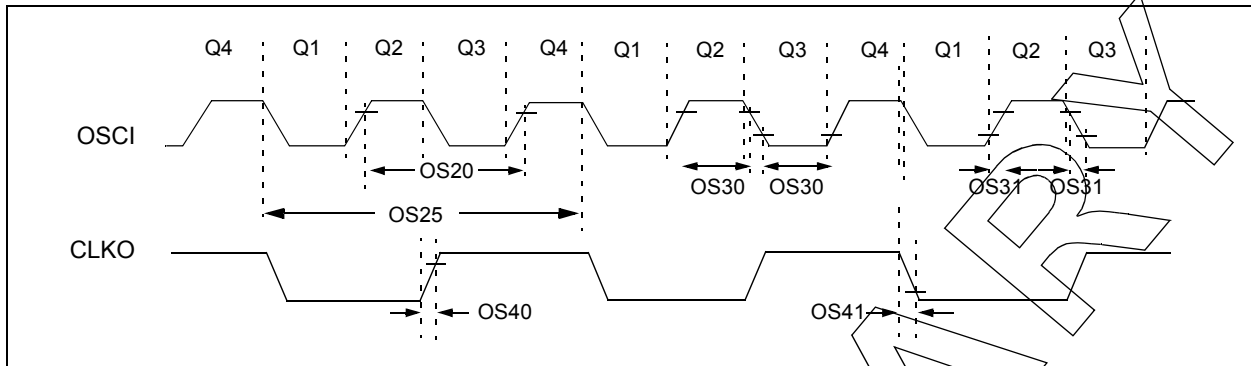 Q4 Q1 Q2 Q3 Q4 Q1 Q2 Q3 Q4 Q1 Q2 Q3
OSCI
OS20
OS30 OS30
OS31 OS31
OS25
CLKO
OS40
OS41
A R Y